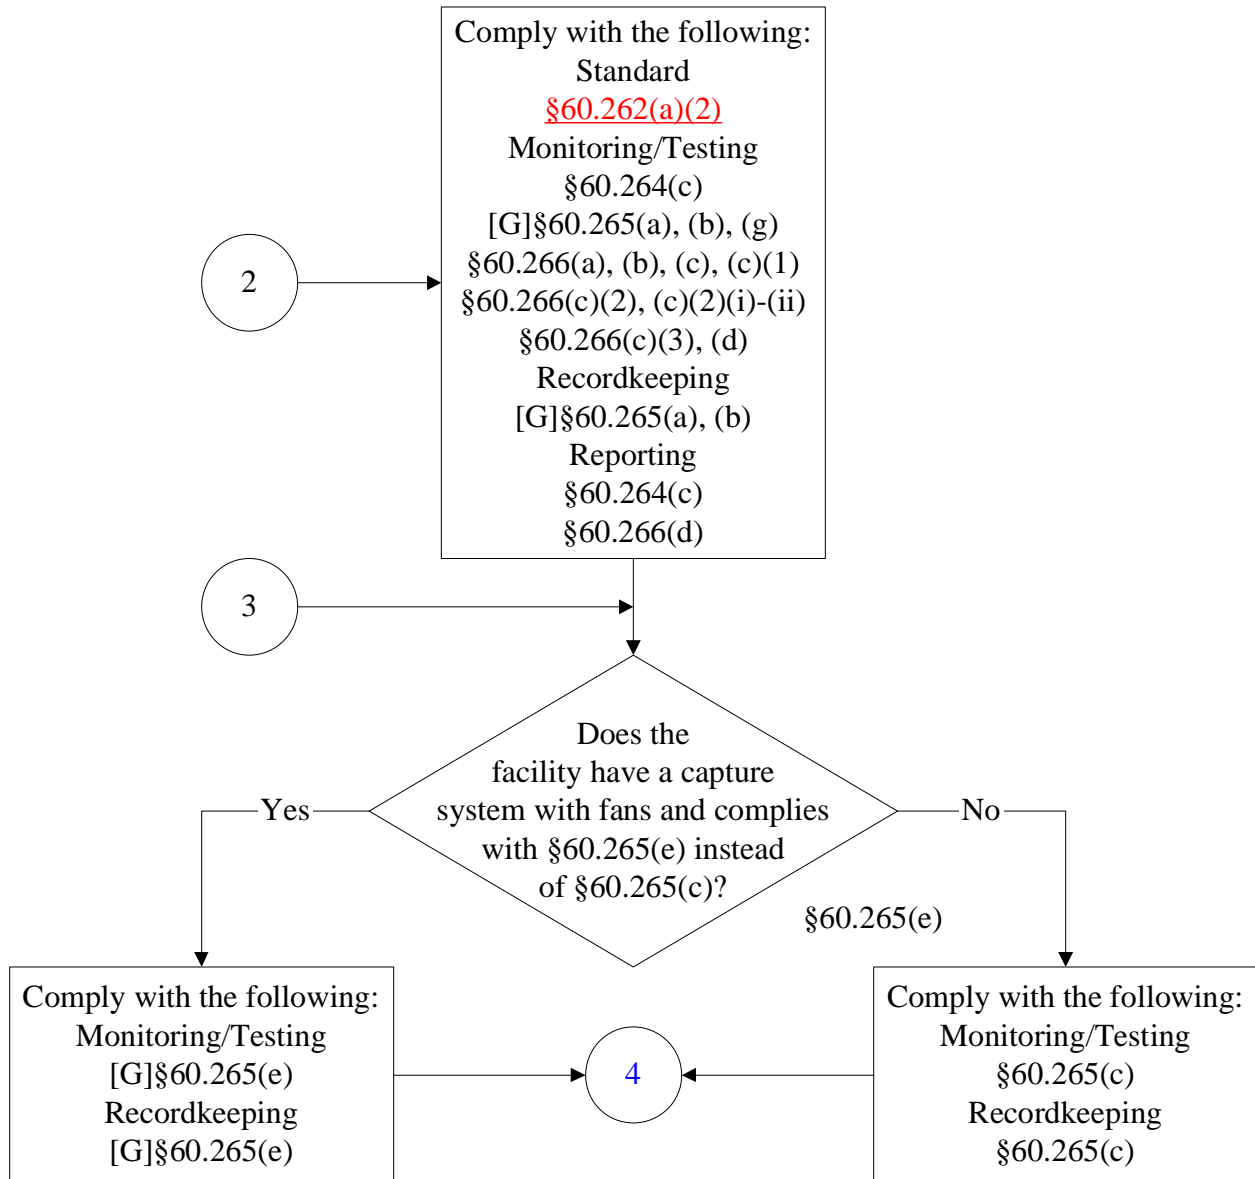 Comply with the following:
Standard
§60.262(a)(2)
Monitoring/Testing
§60.264(c)
[G]§60.265(a), (b), (g)
§60.266(a), (b), (c), (c)(1)
§60.266(c)(2), (c)(2)(i)-(ii)
§60.266(c)(3), (d)
Recordkeeping
[G]§60.265(a), (b)
Reporting
§60.264(c)
§60.266(d)
2
3
Does the
facility have a capture
system with fans and complies
with §60.265(e) instead
of §60.265(c)?
Yes
No
§60.265(e)
Comply with the following:
Monitoring/Testing
[G]§60.265(e)
Recordkeeping
[G]§60.265(e)
4
Comply with the following:
Monitoring/Testing
§60.265(c)
Recordkeeping
§60.265(c)